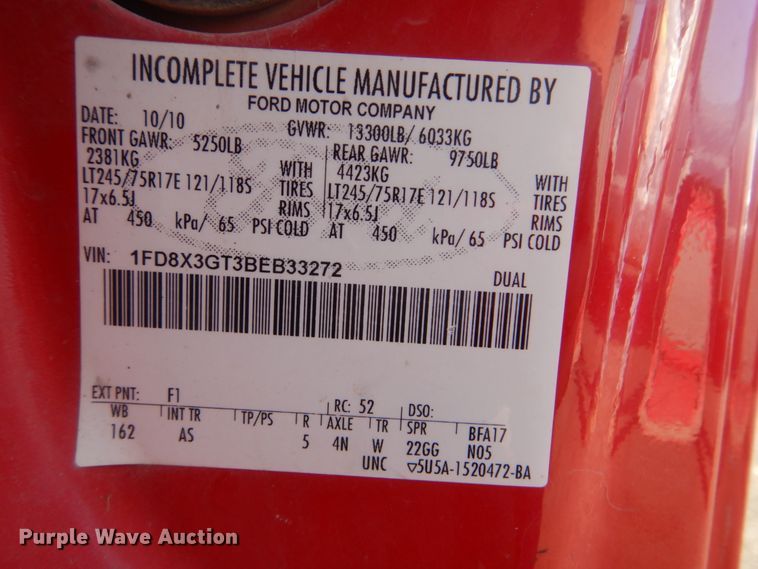 INCOMPLETE VEHICLE MANUFACTURED BY
FORD MOTOR COMPANY
DATE: 10/10 GVWR: 13300LB/ 6033KG
FRONT GAWR: 5250LB REAR GAWR: 9750LB
2381KG WITH 4423KG WITH
LT245/75R17E 121/118S TIRES LT245/75R17E 121/118S TIRES
17x6.5J RIMS 17x6.5J RIMS
AT 450 kPa/ 65 PSI COLD AT 450 kPa/ 65 PSI COLD
VIN: 1FD8X3GT3BEB33272 DUAL
EXT PNT: F1 RC: 52 DSO:
WB INT TR TP/PS R AXLE TR SPR BFA17
162 AS 5 4N W 22GG N05
UNC ▽5U5A-1520472-BA
Purple Wave Auction